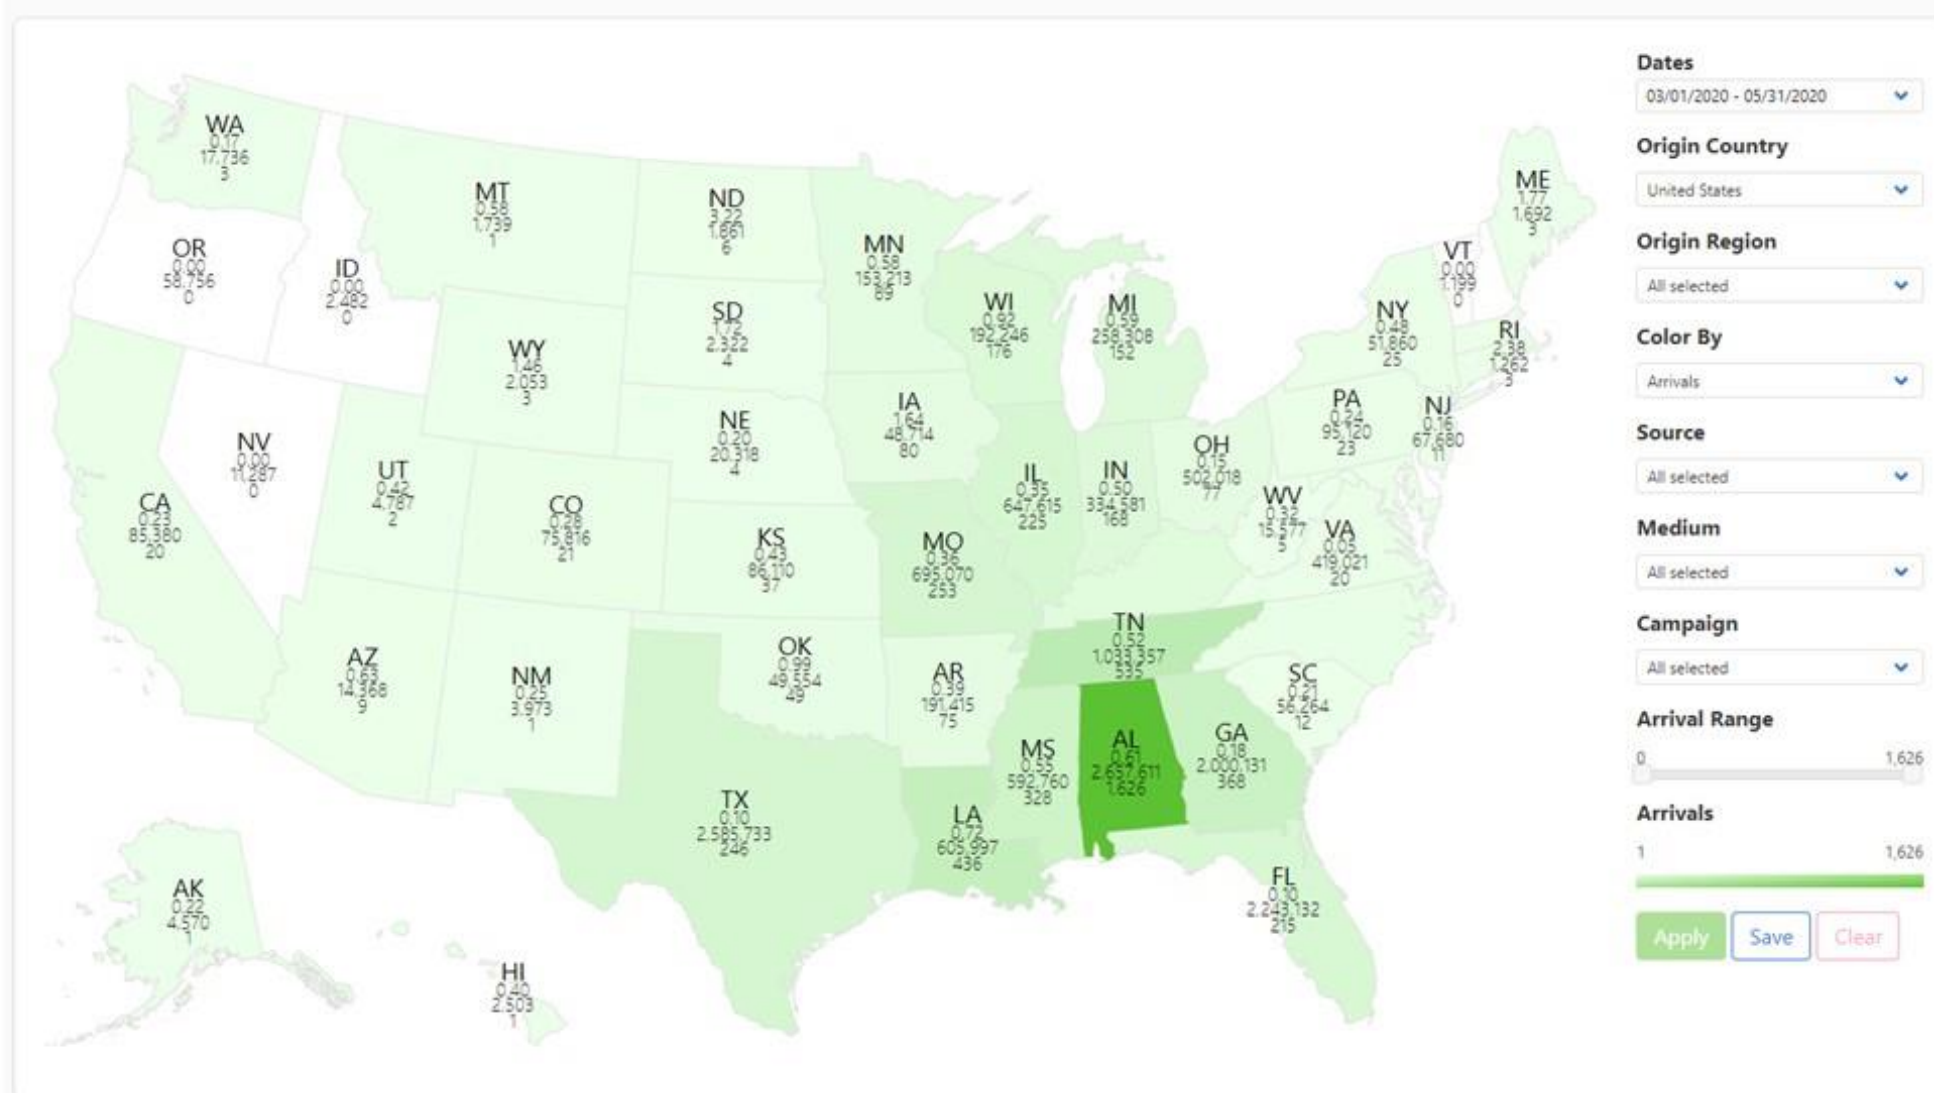 WA
0.17
17,736
3
MT
0.58
1,739
1
ND
3.22
1,861
6
MN
0.58
153,213
89
ME
1.77
1,692
3
OR
0.00
58,756
0
ID
0.00
2,482
0
SD
1.72
2,322
4
WI
0.92
192,246
176
MI
0.59
258,308
152
VT
0.00
1,199
0
NY
0.48
51,860
25
RI
2.38
1,262
3
WY
1.46
2,053
3
NE
0.20
20,318
4
IA
1.64
48,714
80
PA
0.24
95,120
23
NJ
0.16
67,680
11
NV
0.00
11,287
0
UT
0.42
4,787
2
CO
0.28
75,816
21
IL
0.35
647,615
225
IN
0.50
334,581
168
OH
0.15
502,018
77
CA
0.23
85,380
20
KS
0.43
86,110
37
MO
0.36
695,070
253
WV
0.32
15,577
5
VA
0.05
419,021
20
AZ
0.63
14,368
9
NM
0.25
3,973
1
OK
0.99
49,554
49
AR
0.39
191,415
75
TN
0.52
1,033,357
535
SC
0.21
56,264
12
MS
0.55
592,760
328
AL
0.61
2,657,611
1,626
GA
0.18
2,000,131
368
TX
0.10
2,585,733
246
LA
0.72
605,997
436
FL
0.10
2,243,132
215
AK
0.22
4,570
1
HI
0.40
2,503
1
Dates
03/01/2020 - 05/31/2020
Origin Country
United States
Origin Region
All selected
Color By
Arrivals
Source
All selected
Medium
All selected
Campaign
All selected
Arrival Range
0 1,626
Arrivals
1 1,626
Apply Save Clear